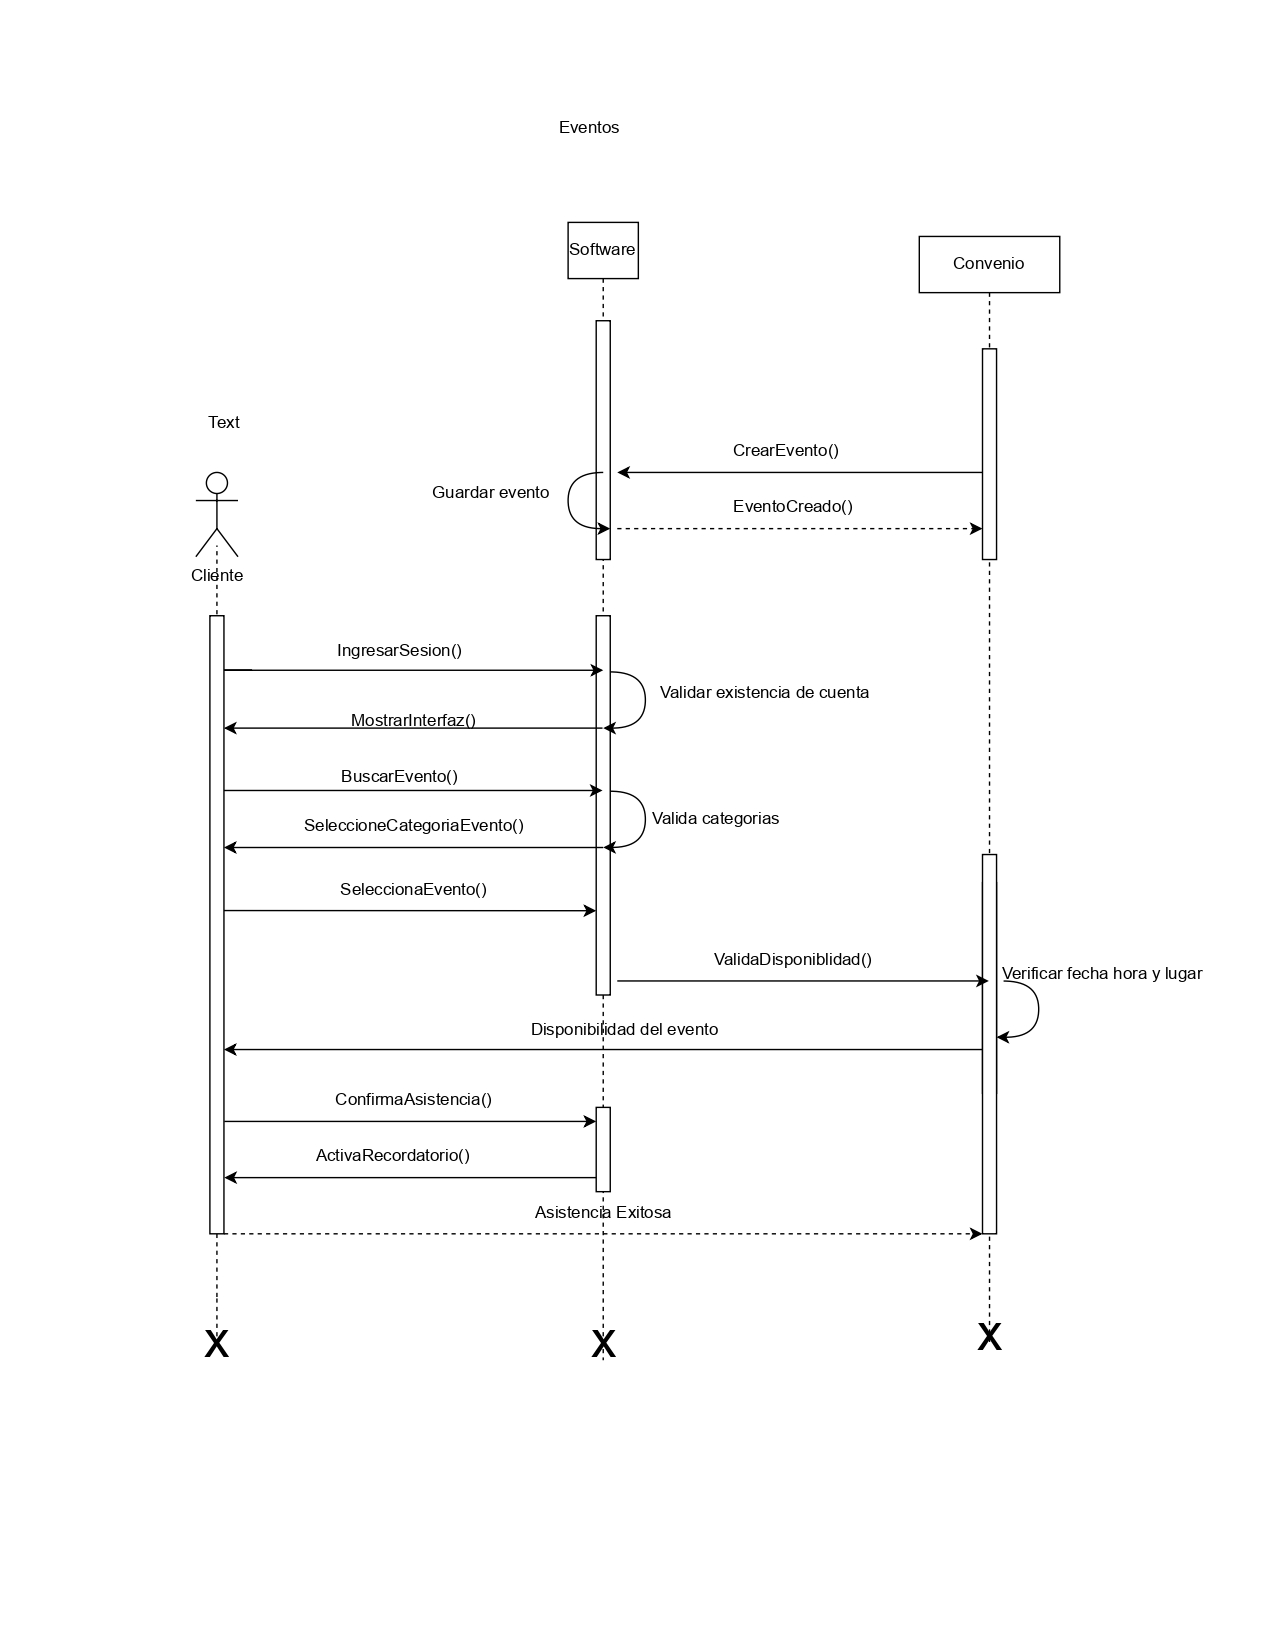 Eventos
Software
Convenio
Text
CrearEvento()
Guardar evento
EventoCreado()
Cliente
IngresarSesion()
Validar existencia de cuenta
MostrarInterfaz()
BuscarEvento()
Valida categorias
SeleccioneCategoriaEvento()
SeleccionaEvento()
ValidaDisponiblidad()
Verificar fecha hora y lugar
Disponibilidad del evento
ConfirmaAsistencia()
ActivaRecordatorio()
Asistencia Exitosa
X
X
X